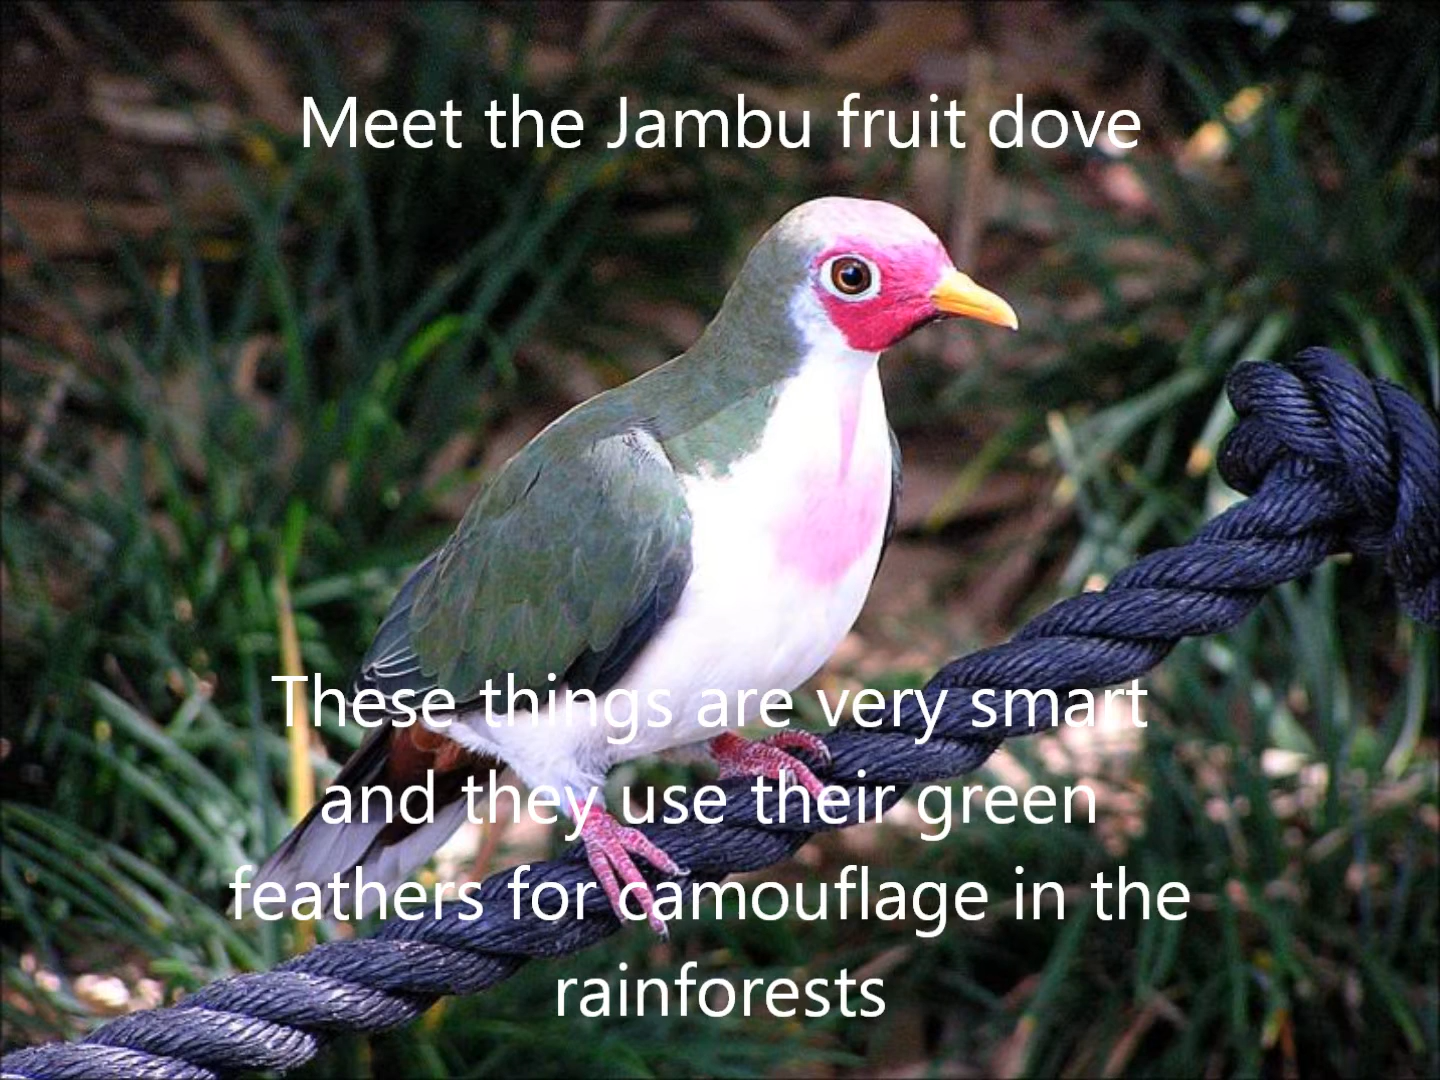 Meet the Jambu fruit dove
These things are very smart
and they use their green
feathers for camouflage in the
rainforests